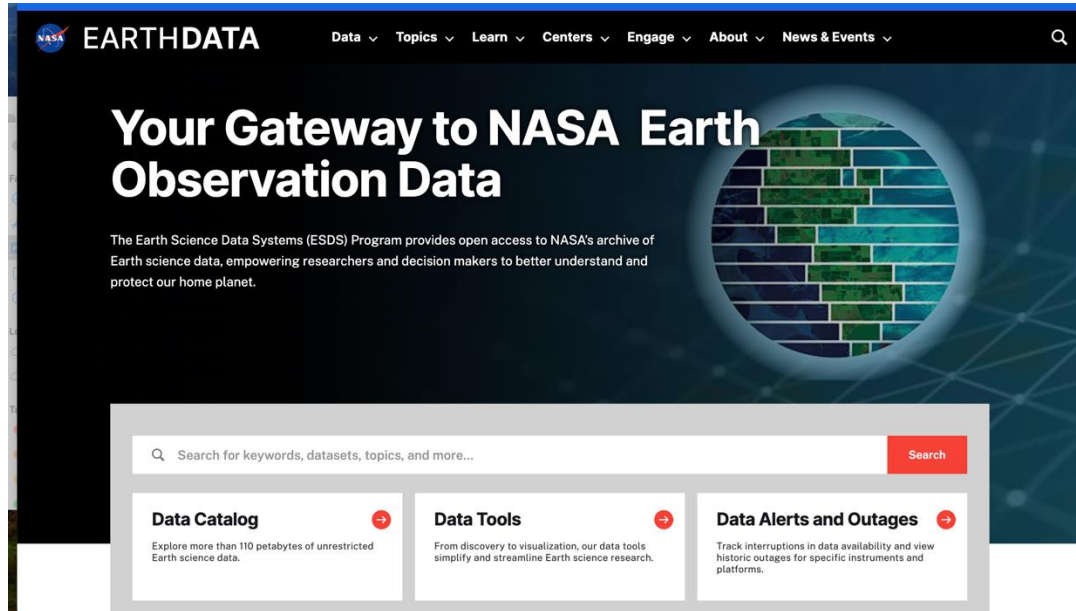 NASA EARTHDATA Data Topics Learn Centers Engage About News & Events
Your Gateway to NASA Earth
Observation Data
The Earth Science Data Systems (ESDS) Program provides open access to NASA's archive of
Earth science data, empowering researchers and decision makers to better understand and
protect our home planet.
Search for keywords, datasets, topics, and more... Search
Data Catalog
Explore more than 110 petabytes of unrestricted
Earth science data.
Data Tools
From discovery to visualization, our data tools
simplify and streamline Earth science research.
Data Alerts and Outages
Track interruptions in data availability and view
historic outages for specific instruments and
platforms.